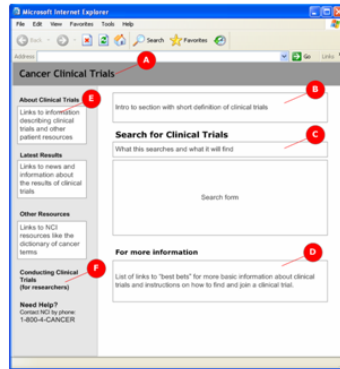 Microsoft Internet Explorer
File Edit View Favorites Tools Help
Back Search Favorites
Address Go Links
Cancer Clinical Trials
A
B
C
D
E
F
About Clinical Trials
Links to information
describing clinical
trials and other
patient resources
Latest Results
Links to news and
information about
the results of clinical
trials
Other Resources
Links to NCI
resources like the
dictionary of cancer
terms
Conducting Clinical
Trials
(for researchers)
Need Help?
Contact NCI by phone:
1-800-4-CANCER
Intro to section with short definition of clinical trials
Search for Clinical Trials
What this searches and what it will find
Search form
For more information
List of links to "best bets" for more basic information about clinical
trials and instructions on how to find and join a clinical trial.